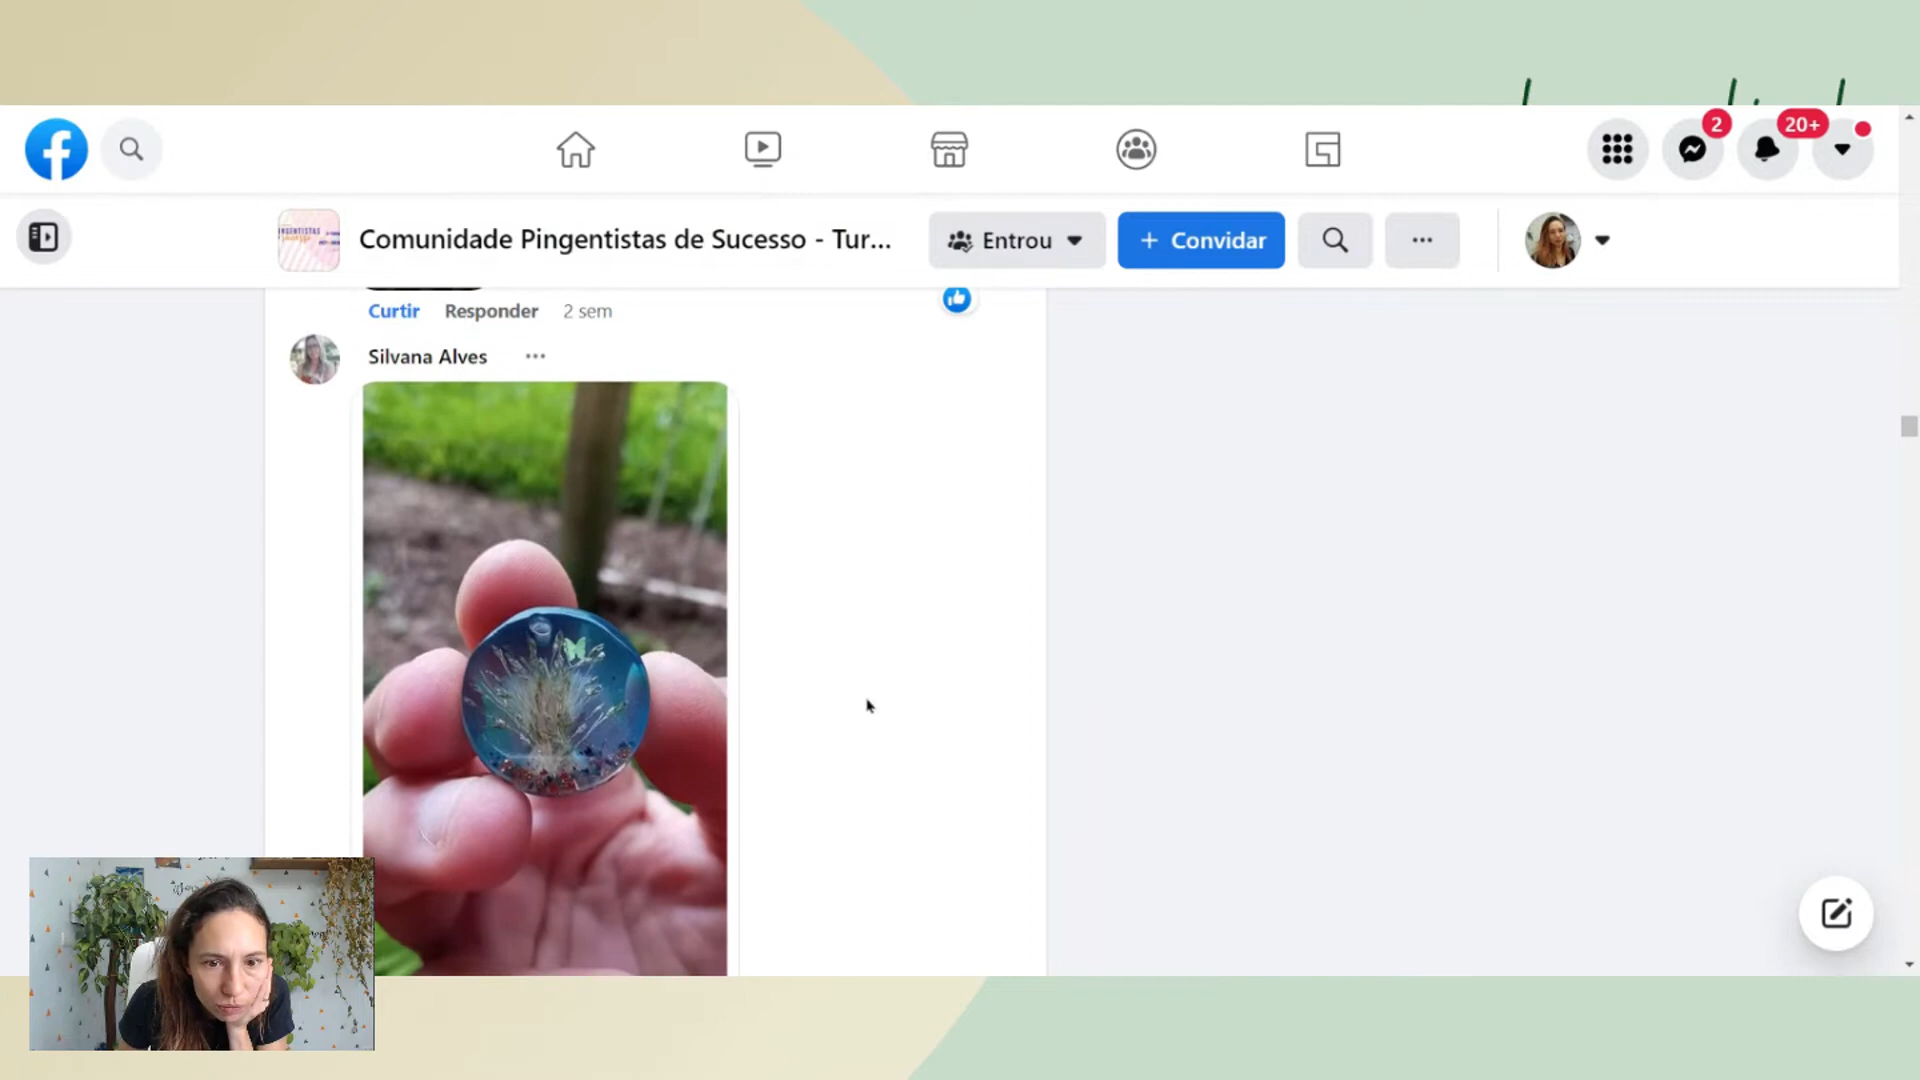 2
20+
Comunidade Pingentistas de Sucesso - Tur...
Entrou
+ Convidar
Curtir Responder 2 sem
Silvana Alves